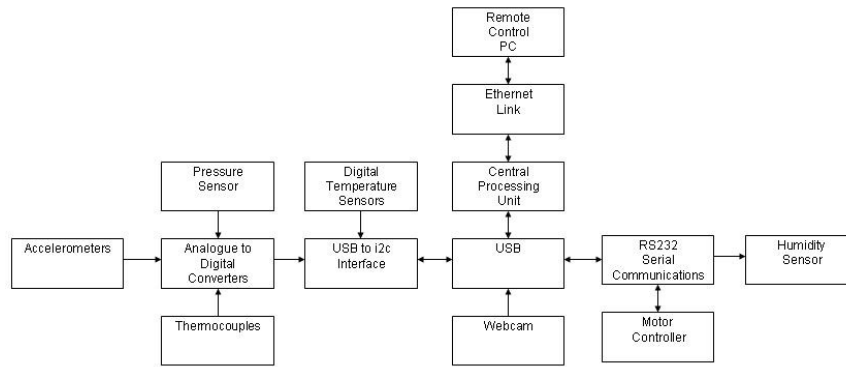 Remote
Control
PC
Ethernet
Link
Pressure
Sensor
Digital
Temperature
Sensors
Central
Processing
Unit
Accelerometers
Analogue to
Digital
Converters
USB to i2c
Interface
USB
RS232
Serial
Communications
Humidity
Sensor
Thermocouples
Webcam
Motor
Controller